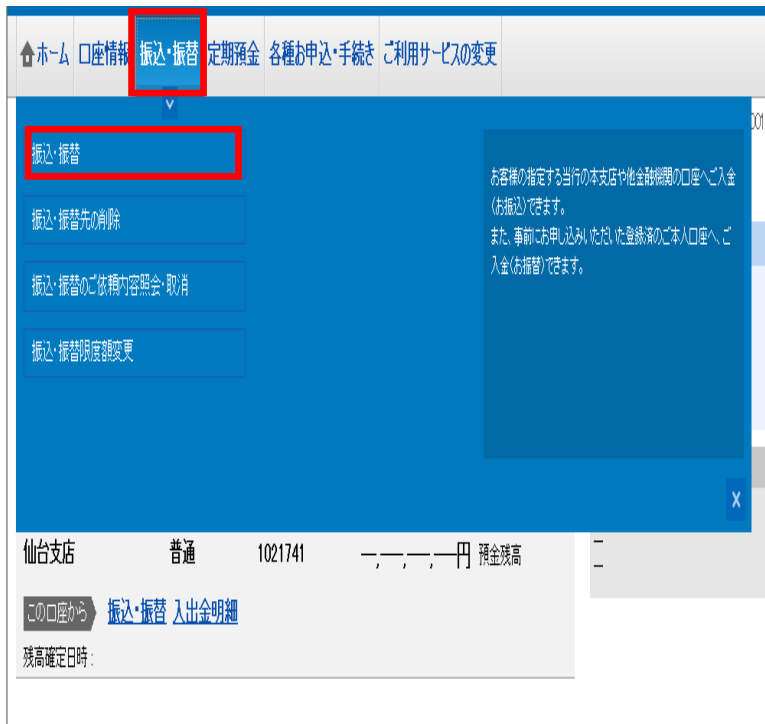 ホーム 口座情報 振込・振替 定期預金 各種お申込・手続き ご利用サービスの変更
001
振込・振替
振込・振替先の削除
振込・振替のご依頼内容照会・取消
振込・振替限度額変更
お客様の指定する当行の本支店や他金融機関の口座へご入金
(お振込)できます。
また、事前にお申し込みいただいた登録済のご本人口座へ、ご
入金(お振替)できます。
x
仙台支店 普通 1021741 —,—–,—–,—–円 預金残高
この口座から 振込・振替 入出金明細
残高確定日時 :